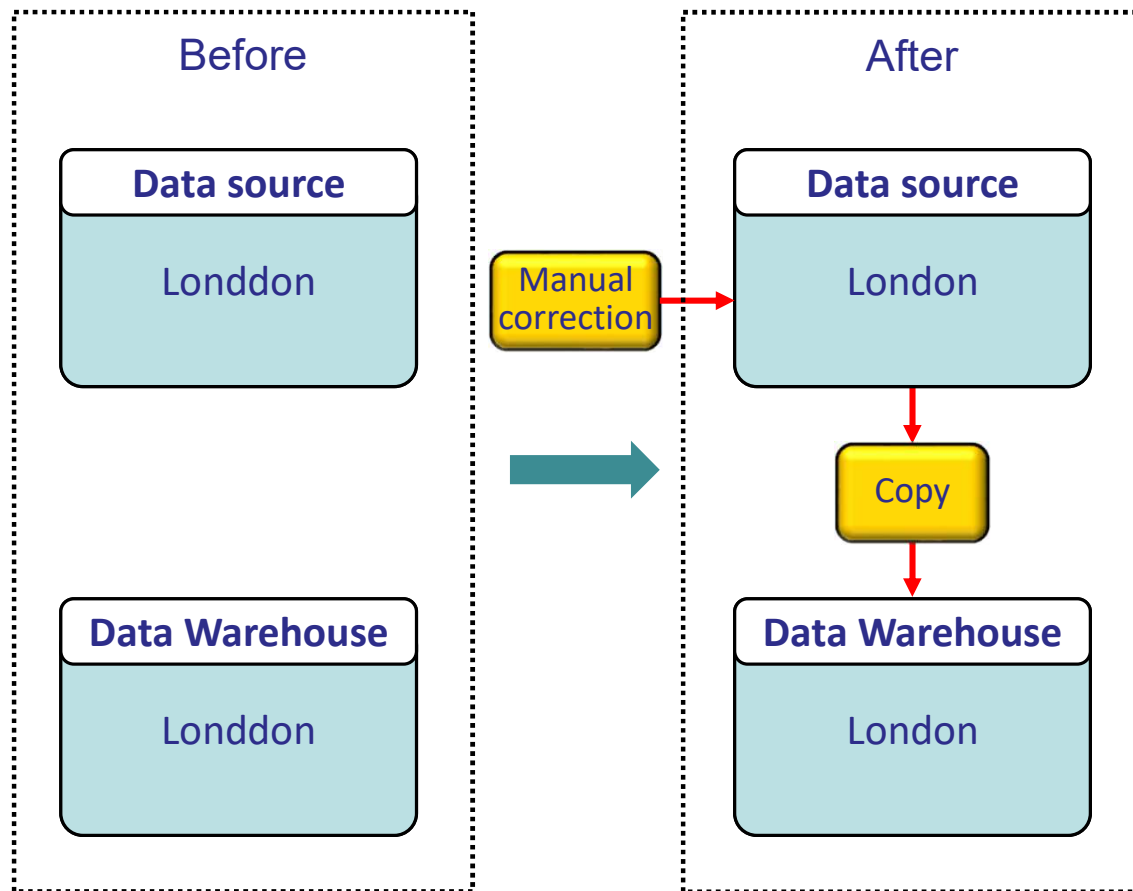 Before
Data source
Londdon
Data Warehouse
Londdon
Manual
correction
After
Data source
London
Copy
Data Warehouse
London